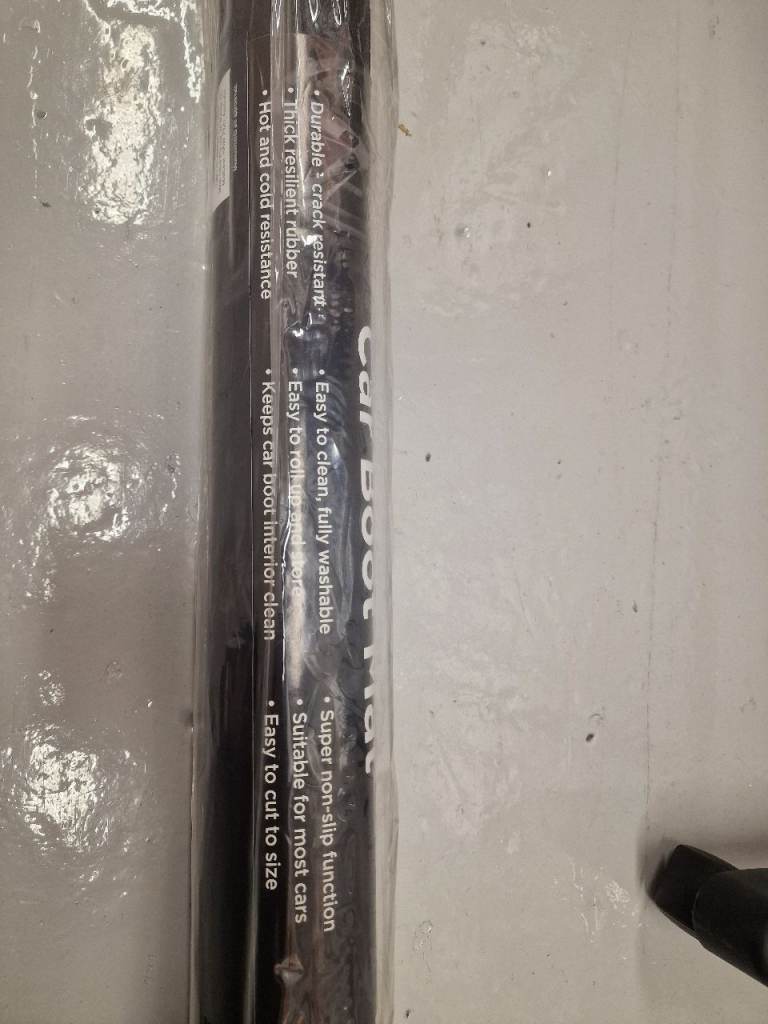 Car Boot Mat
• Durable - crack resistant
• Thick resilient rubber
• Hot and cold resistance
• Easy to clean, fully washable
• Easy to roll up and store
• Keeps car boot interior clean
• Super non-slip function
• Suitable for most cars
• Easy to cut to size